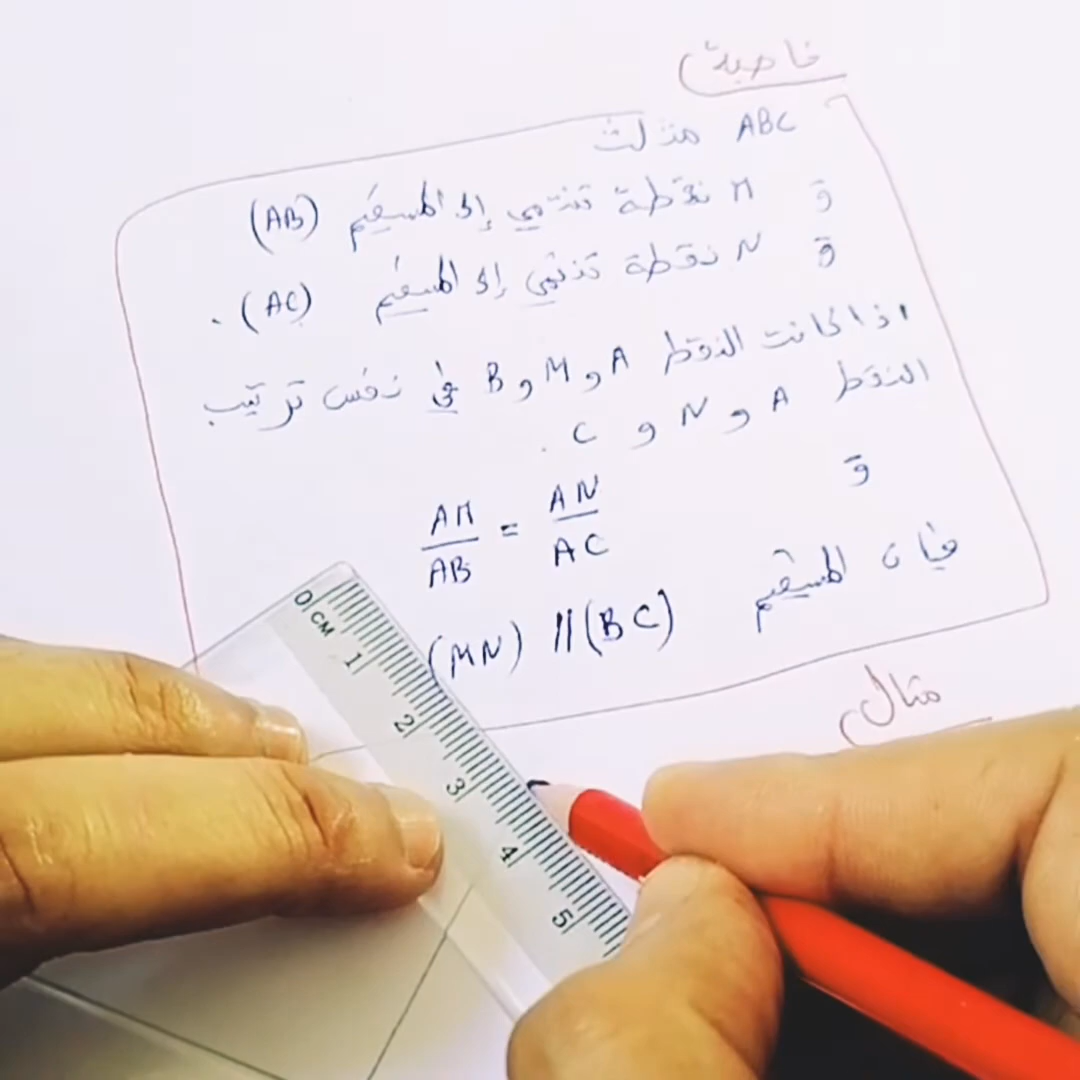 خاصية
ABC مثلث
و M نقطة تنتمي إلى المستقيم (AB)
و N نقطة تنتمي إلى المستقيم (AC) .
اذا كانت النقط A و M و B في نفس ترتيب
النقط A و N و C .
و
AM/AB = AN/AC
فإن المستقيم (MN) // (BC)
مثال
0 CM 1 2 3 4 5